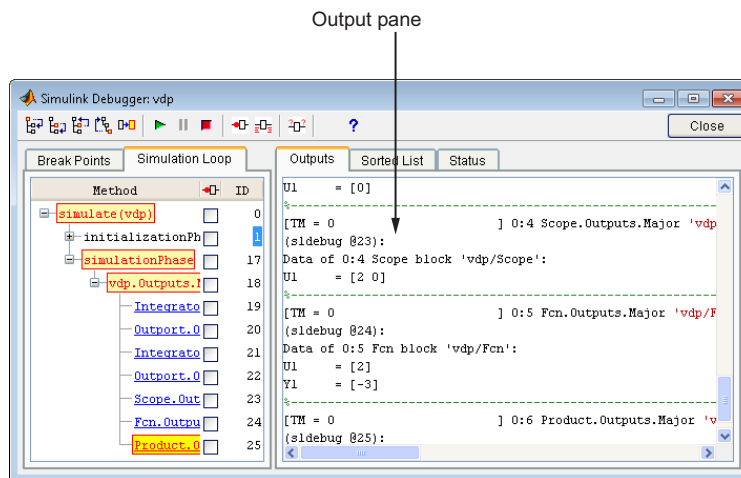 Output pane
Simulink Debugger: vdp
Close
Break Points
Simulation Loop
Method ID
simulate(vdp) 0
initializationPh 1
simulationPhase 17
vdp.Outputs. 18
Integrato 19
Outport.O 20
Integrato 21
Outport.O 22
Scope.Out 23
Fcn.Outpu 24
Product.O 25
Outputs
Sorted List
Status
U1 = [0]
%----------------------------------------------------------------
[TM = 0 ] 0:4 Scope.Outputs.Major 'vdp
(sldebug @23):
Data of 0:4 Scope block 'vdp/Scope':
U1 = [2 0]
%----------------------------------------------------------------
[TM = 0 ] 0:5 Fcn.Outputs.Major 'vdp/F
(sldebug @24):
Data of 0:5 Fcn block 'vdp/Fcn':
U1 = [2]
Y1 = [-3]
%----------------------------------------------------------------
[TM = 0 ] 0:6 Product.Outputs.Major 'v
(sldebug @25):